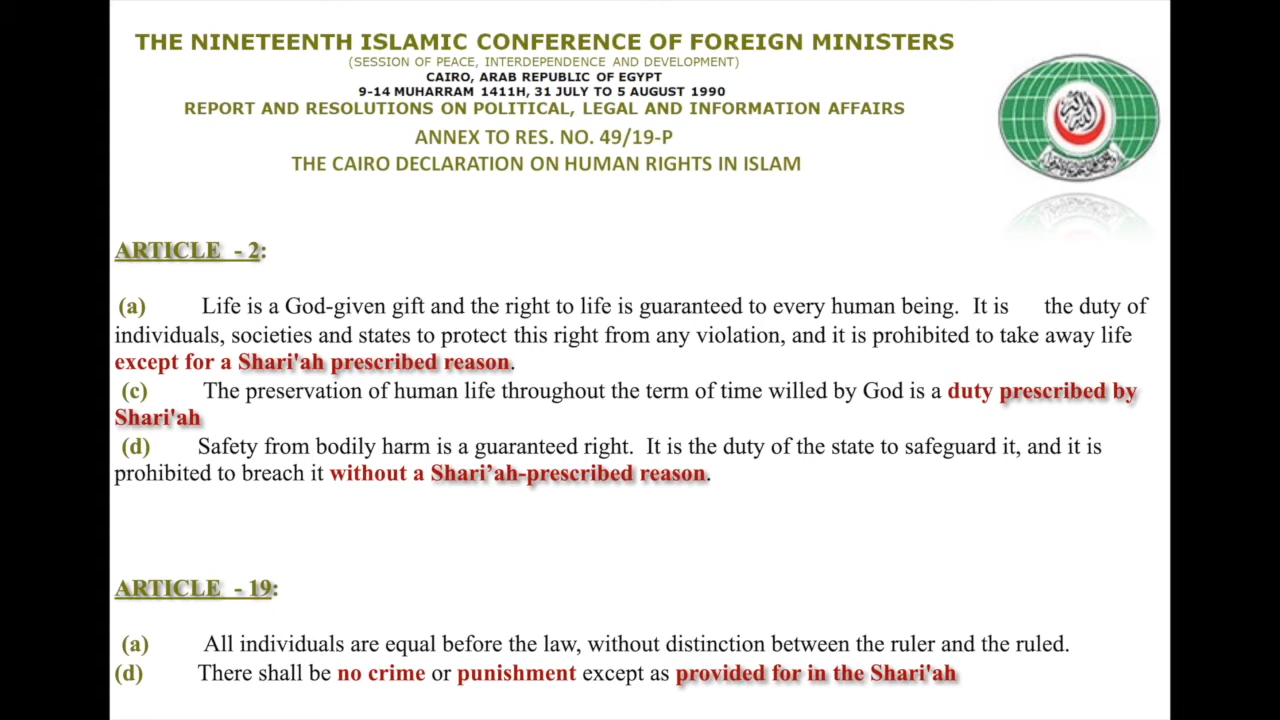 THE NINETEENTH ISLAMIC CONFERENCE OF FOREIGN MINISTERS
(SESSION OF PEACE, INTERDEPENDENCE AND DEVELOPMENT)
CAIRO, ARAB REPUBLIC OF EGYPT
9-14 MUHARRAM 1411H, 31 JULY TO 5 AUGUST 1990
REPORT AND RESOLUTIONS ON POLITICAL, LEGAL AND INFORMATION AFFAIRS
ANNEX TO RES. NO. 49/19-P
THE CAIRO DECLARATION ON HUMAN RIGHTS IN ISLAM
ARTICLE - 2:
(a) Life is a God-given gift and the right to life is guaranteed to every human being. It is the duty of
individuals, societies and states to protect this right from any violation, and it is prohibited to take away life
except for a Shari'ah prescribed reason.
(c) The preservation of human life throughout the term of time willed by God is a duty prescribed by
Shari'ah
(d) Safety from bodily harm is a guaranteed right. It is the duty of the state to safeguard it, and it is
prohibited to breach it without a Shari’ah-prescribed reason.
ARTICLE - 19:
(a) All individuals are equal before the law, without distinction between the ruler and the ruled.
(d) There shall be no crime or punishment except as provided for in the Shari'ah